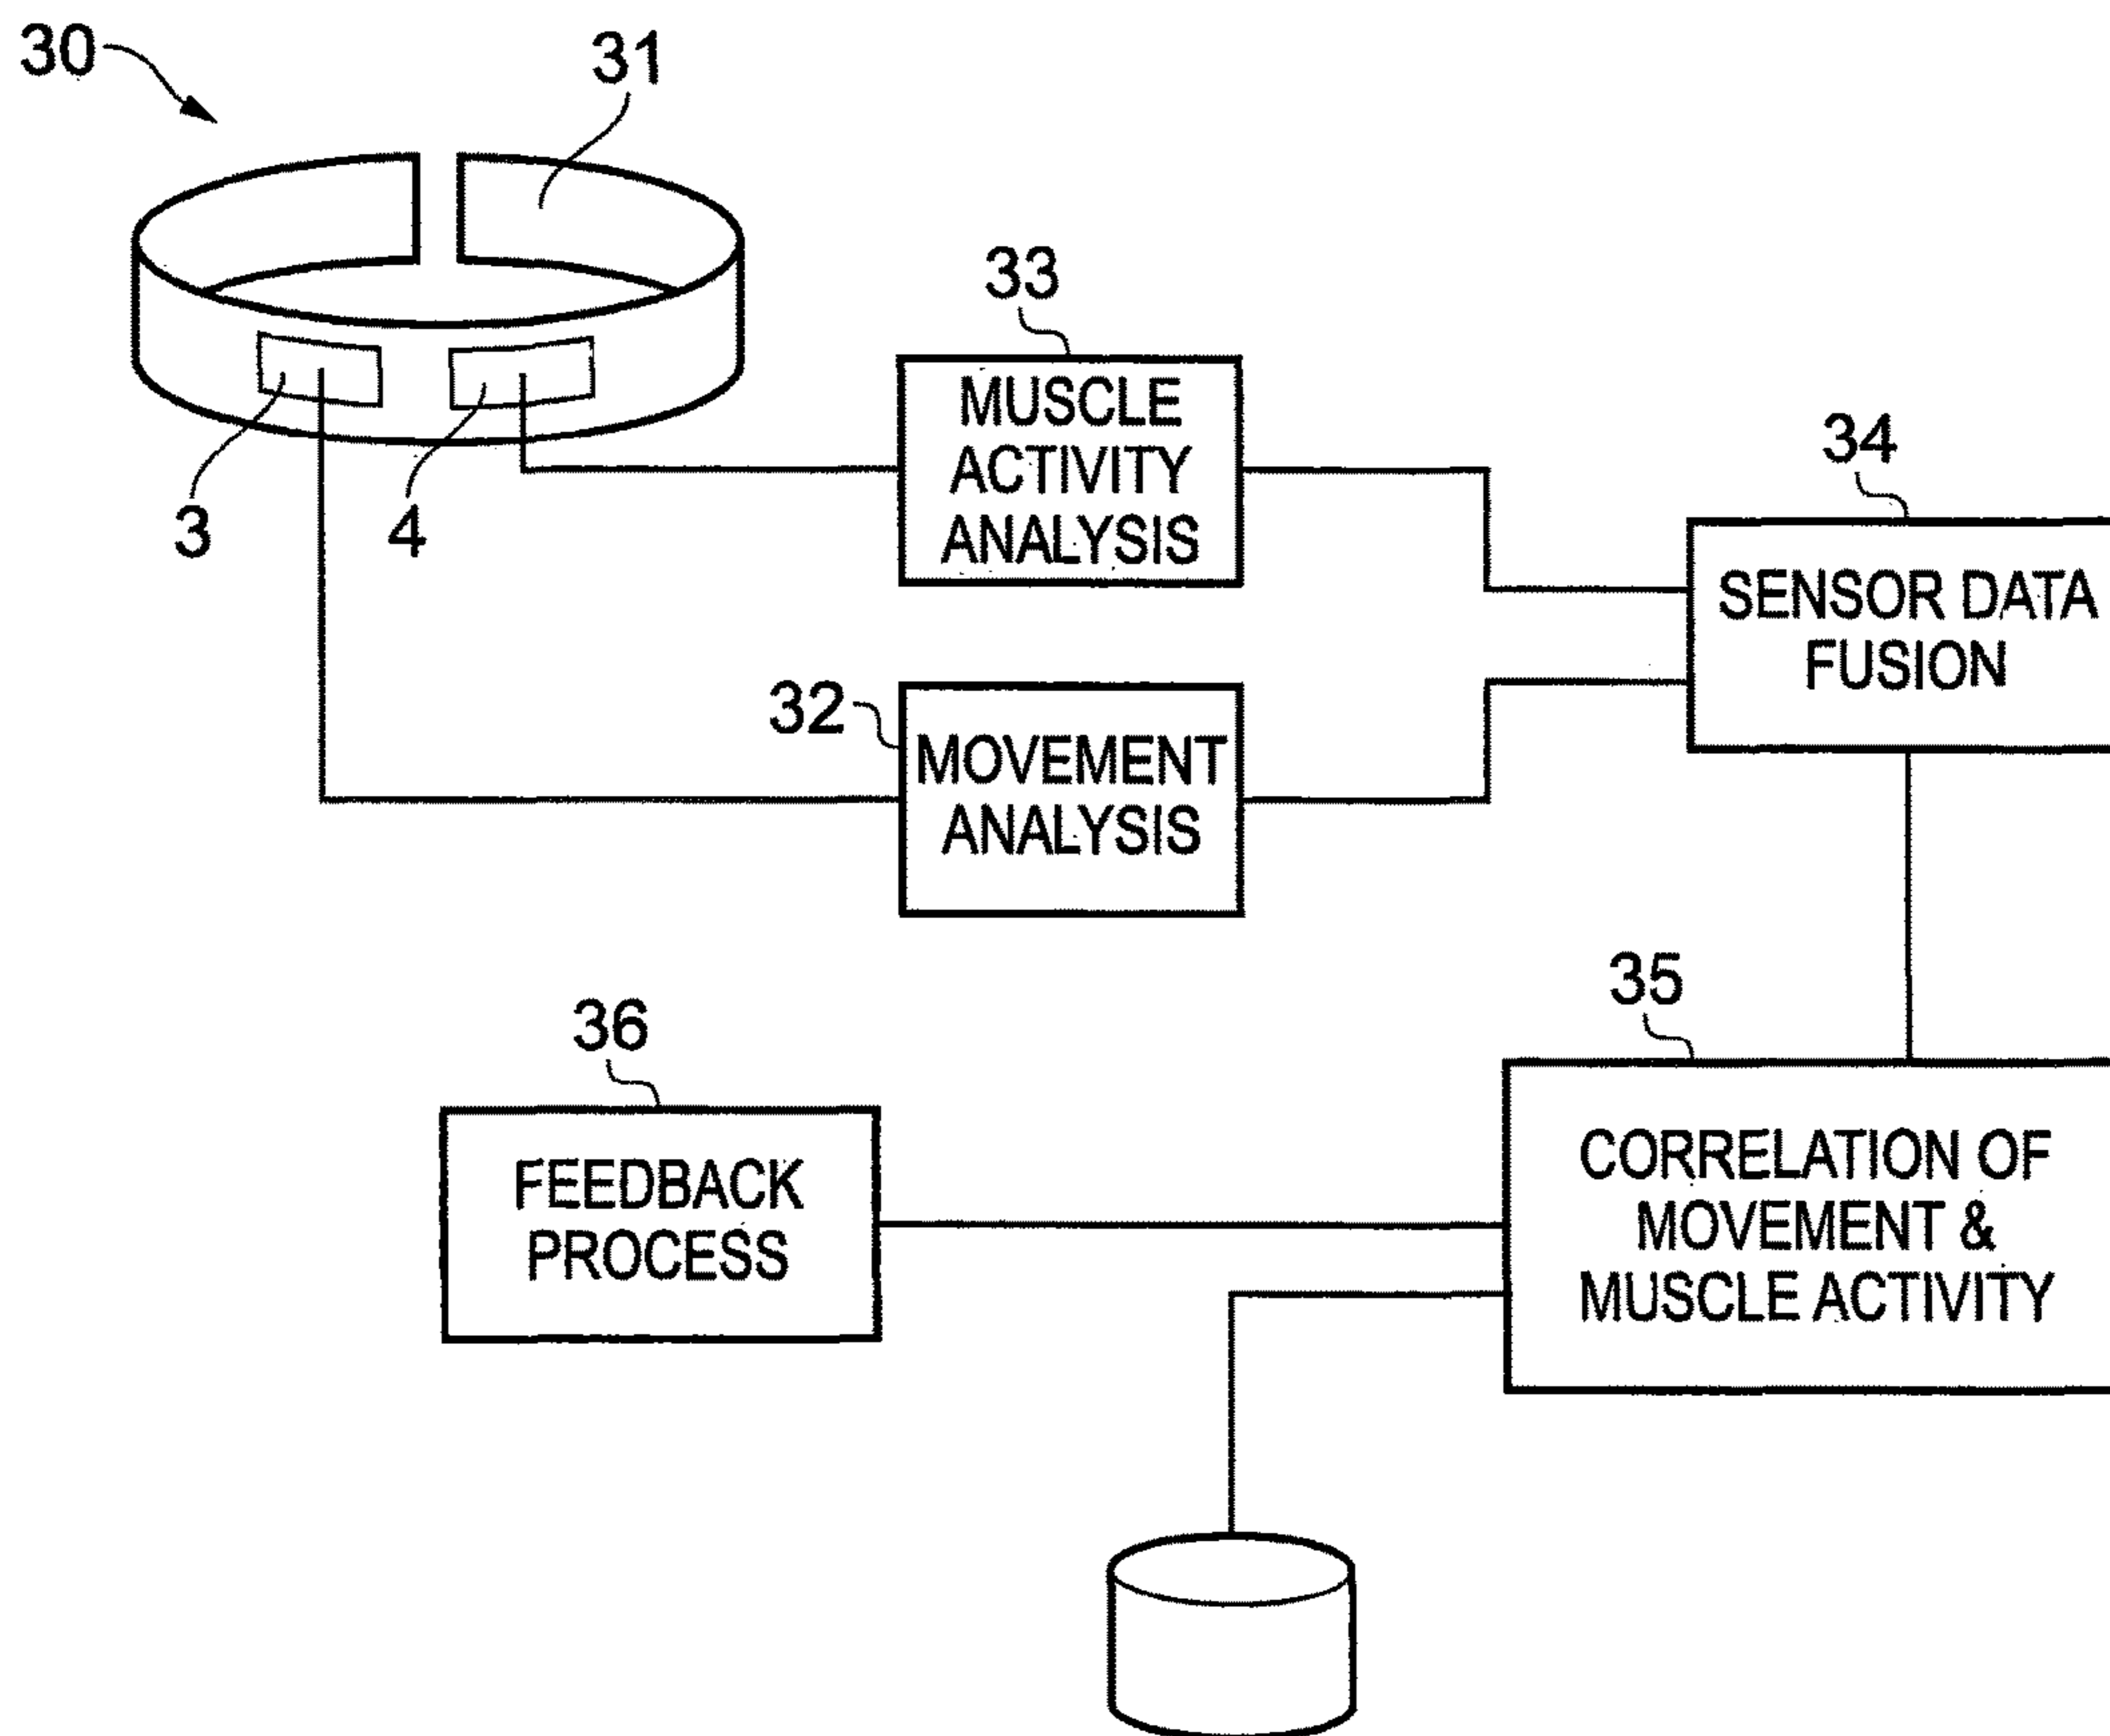 30
31
33
MUSCLE
ACTIVITY
ANALYSIS
34
SENSOR DATA
FUSION
3
4
32
MOVEMENT
ANALYSIS
35
CORRELATION OF
MOVEMENT &
MUSCLE ACTIVITY
36
FEEDBACK
PROCESS